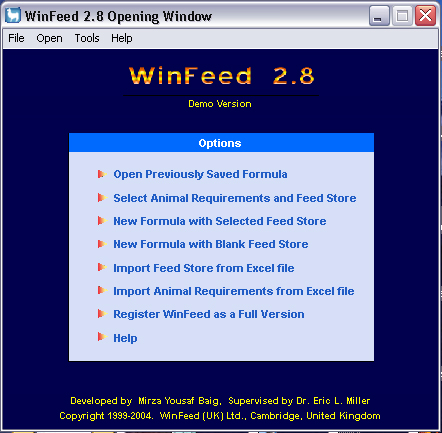 WinFeed 2.8 Opening Window
File Open Tools Help
WinFeed 2.8
Demo Version
Options
Open Previously Saved Formula
Select Animal Requirements and Feed Store
New Formula with Selected Feed Store
New Formula with Blank Feed Store
Import Feed Store from Excel file
Import Animal Requirements from Excel file
Register WinFeed as a Full Version
Help
Developed by Mirza Yousaf Baig, Supervised by Dr. Eric L. Miller
Copyright 1999-2004. WinFeed (UK) Ltd., Cambridge, United Kingdom